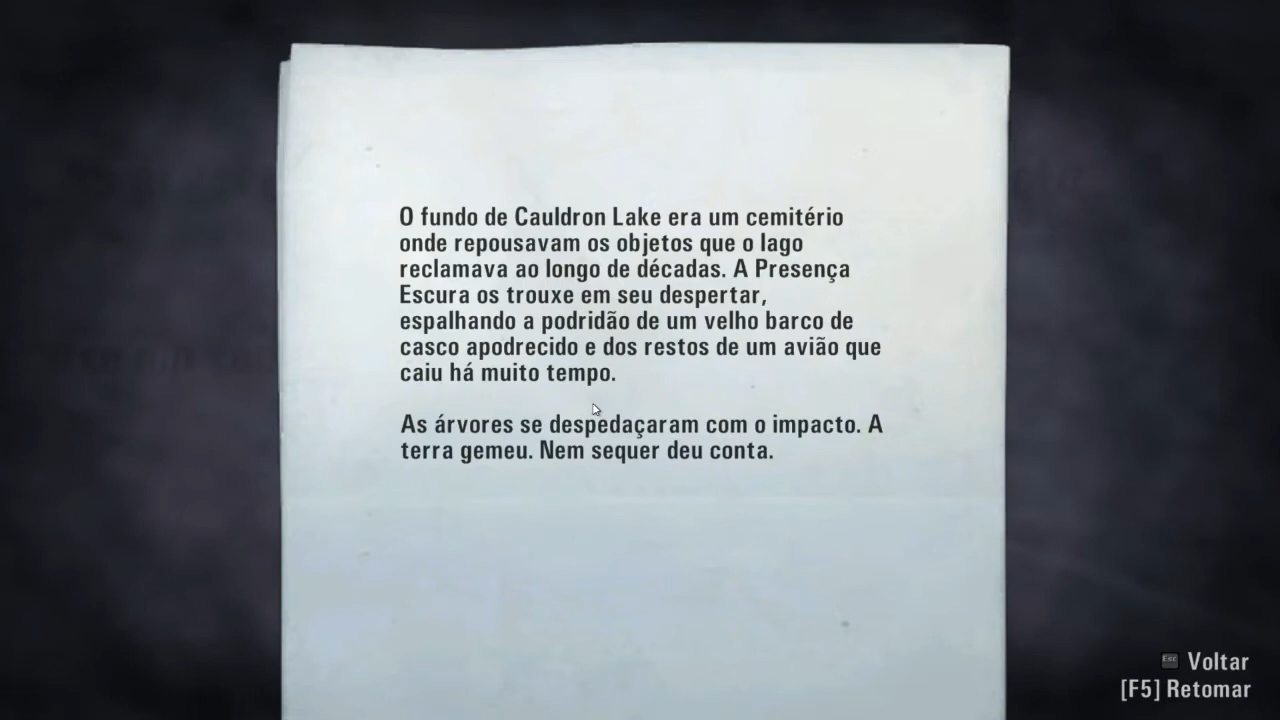 O fundo de Cauldron Lake era um cemitério
onde repousavam os objetos que o lago
reclamava ao longo de décadas. A Presença
Escura os trouxe em seu despertar,
espalhando a podridão de um velho barco de
casco apodrecido e dos restos de um avião que
caiu há muito tempo.
As árvores se despedaçaram com o impacto. A
terra gemeu. Nem sequer deu conta.
Esc Voltar
[F5] Retomar